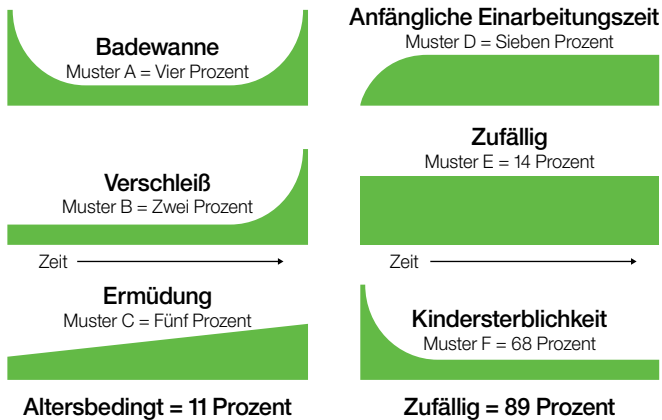 Badewanne
Muster A = Vier Prozent
Verschleiß
Muster B = Zwei Prozent
Zeit
Ermüdung
Muster C = Fünf Prozent
Altersbedingt = 11 Prozent
Anfängliche Einarbeitungszeit
Muster D = Sieben Prozent
Zufällig
Muster E = 14 Prozent
Zeit
Kindersterblichkeit
Muster F = 68 Prozent
Zufällig = 89 Prozent